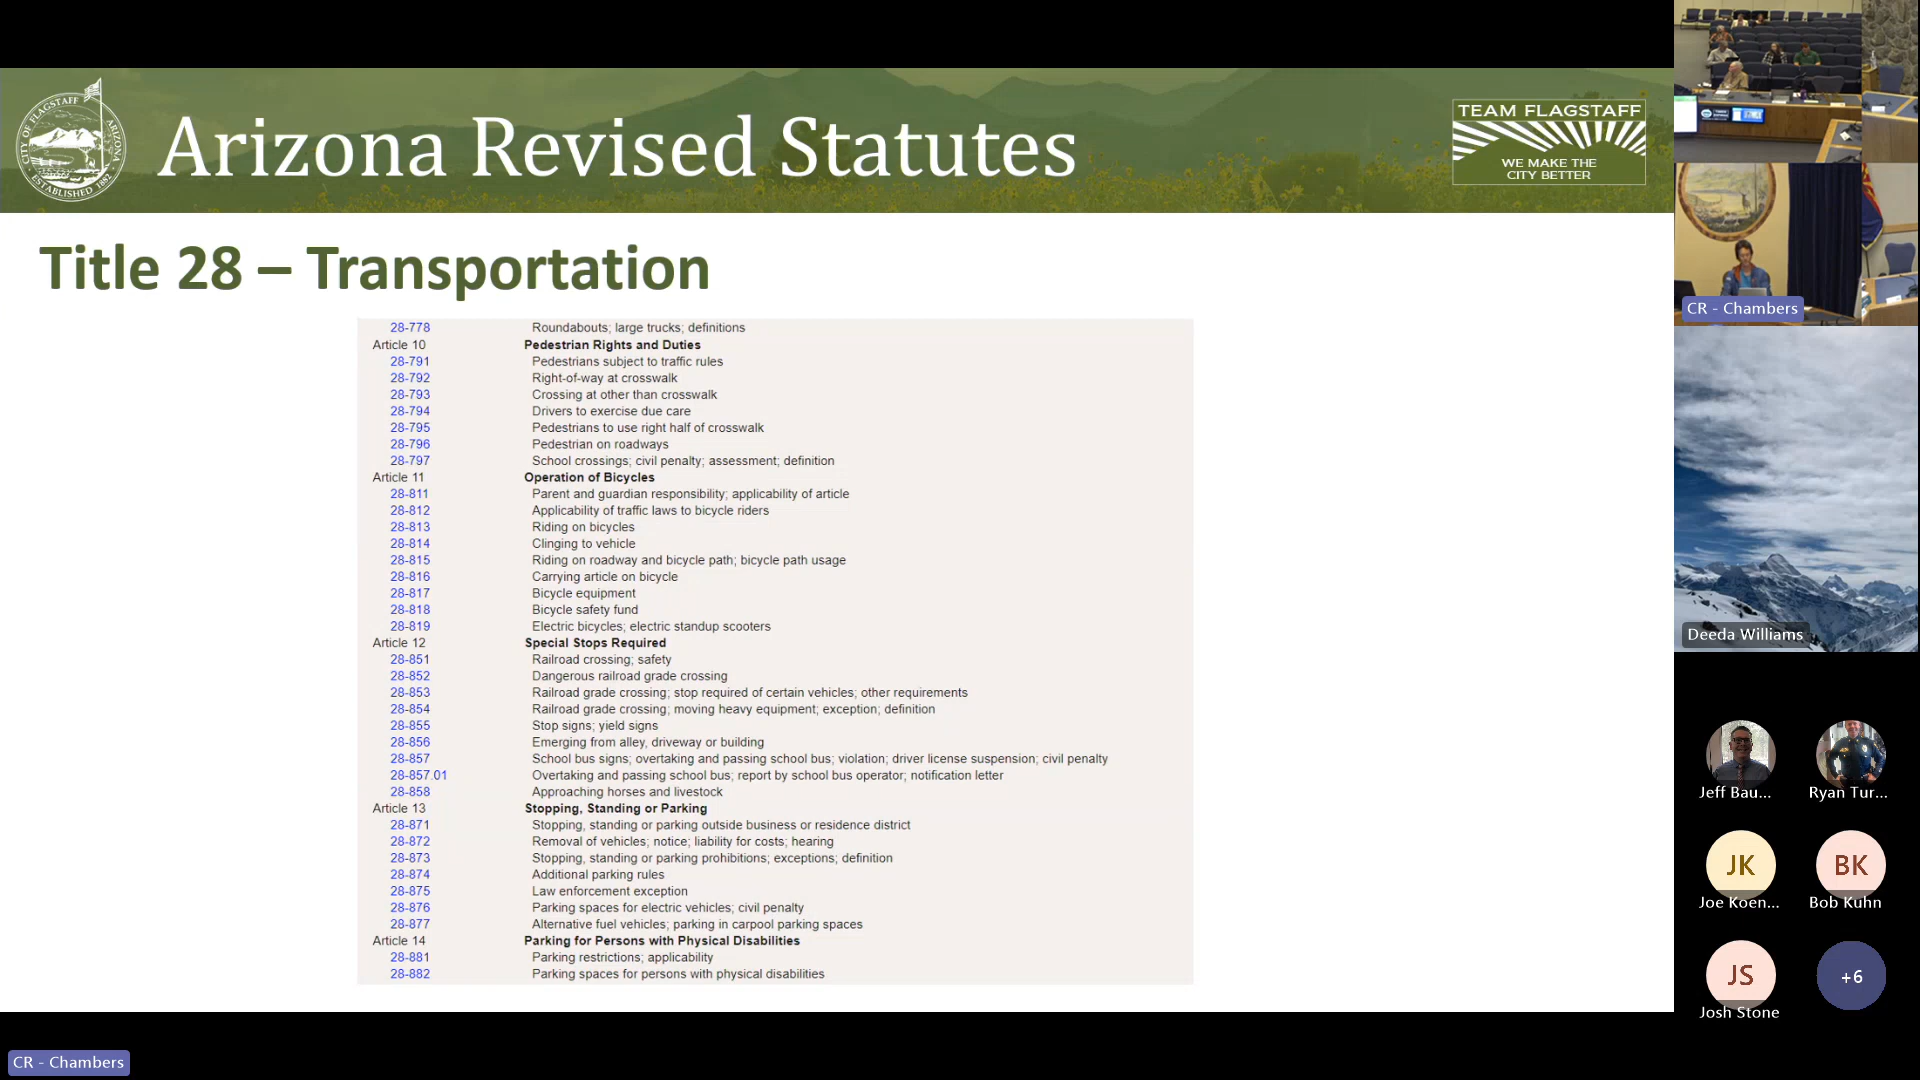 CITY OF FLAGSTAFF ARIZONA
ESTABLISHED 1882
Arizona Revised Statutes
TEAM FLAGSTAFF
WE MAKE THE
CITY BETTER
Title 28 – Transportation
28-778 Roundabouts; large trucks; definitions
Article 10 Pedestrian Rights and Duties
28-791 Pedestrians subject to traffic rules
28-792 Right-of-way at crosswalk
28-793 Crossing at other than crosswalk
28-794 Drivers to exercise due care
28-795 Pedestrians to use right half of crosswalk
28-796 Pedestrian on roadways
28-797 School crossings; civil penalty; assessment; definition
Article 11 Operation of Bicycles
28-811 Parent and guardian responsibility; applicability of article
28-812 Applicability of traffic laws to bicycle riders
28-813 Riding on bicycles
28-814 Clinging to vehicle
28-815 Riding on roadway and bicycle path; bicycle path usage
28-816 Carrying article on bicycle
28-817 Bicycle equipment
28-818 Bicycle safety fund
28-819 Electric bicycles; electric standup scooters
Article 12 Special Stops Required
28-851 Railroad crossing; safety
28-852 Dangerous railroad grade crossing
28-853 Railroad grade crossing; stop required of certain vehicles; other requirements
28-854 Railroad grade crossing; moving heavy equipment; exception; definition
28-855 Stop signs; yield signs
28-856 Emerging from alley, driveway or building
28-857 School bus signs; overtaking and passing school bus; violation; driver license suspension; civil penalty
28-857.01 Overtaking and passing school bus; report by school bus operator; notification letter
28-858 Approaching horses and livestock
Article 13 Stopping, Standing or Parking
28-871 Stopping, standing or parking outside business or residence district
28-872 Removal of vehicles; notice; liability for costs; hearing
28-873 Stopping, standing or parking prohibitions; exceptions; definition
28-874 Additional parking rules
28-875 Law enforcement exception
28-876 Parking spaces for electric vehicles; civil penalty
28-877 Alternative fuel vehicles; parking in carpool parking spaces
Article 14 Parking for Persons with Physical Disabilities
28-881 Parking restrictions; applicability
28-882 Parking spaces for persons with physical disabilities
CR - Chambers
Deeda Williams
Jeff Bau...
Ryan Tur...
JK
Joe Koen...
BK
Bob Kuhn
JS
Josh Stone
+6
CR - Chambers